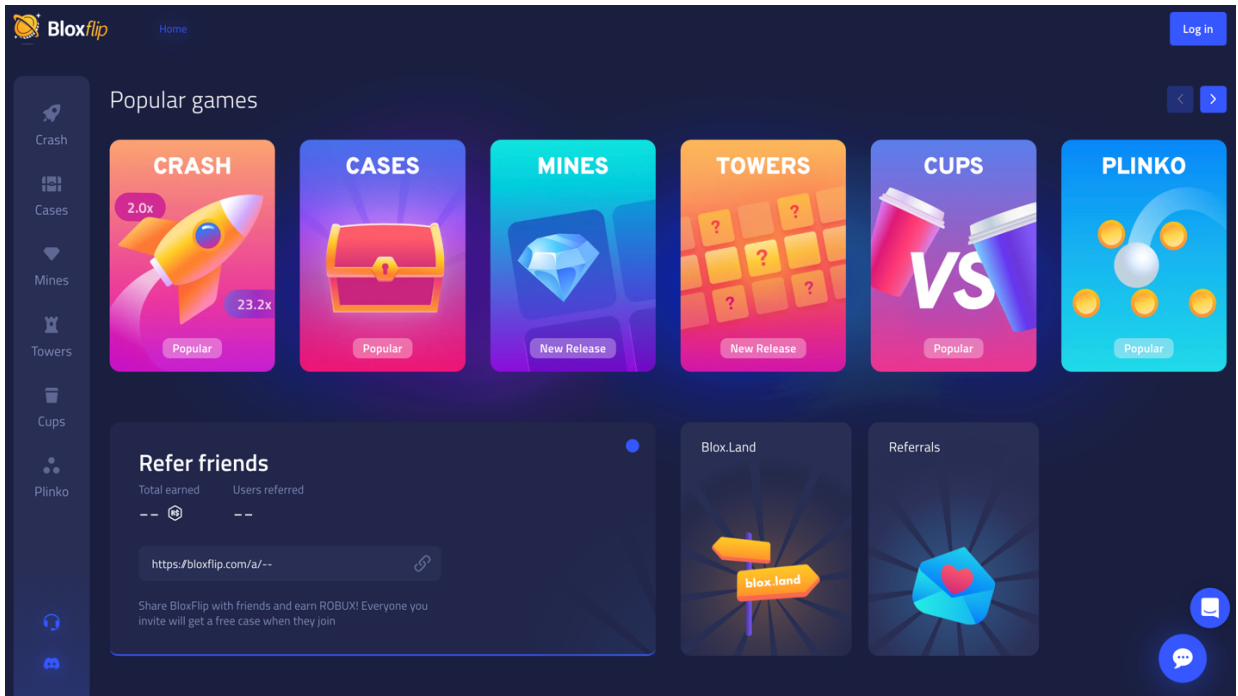 Bloxflip
Home
Log in
Popular games
Crash
Cases
Mines
Towers
Cups
Plinko
CRASH
2.0x
23.2x
Popular
CASES
Popular
MINES
New Release
TOWERS
?
?
?
?
?
New Release
CUPS
VS
Popular
PLINKO
Popular
Refer friends
Total earned Users referred
-- R$ --
https://bloxflip.com/a/--
Share BloxFlip with friends and earn ROBUX! Everyone you
invite will get a free case when they join
Blox.Land
blox.land
Referrals